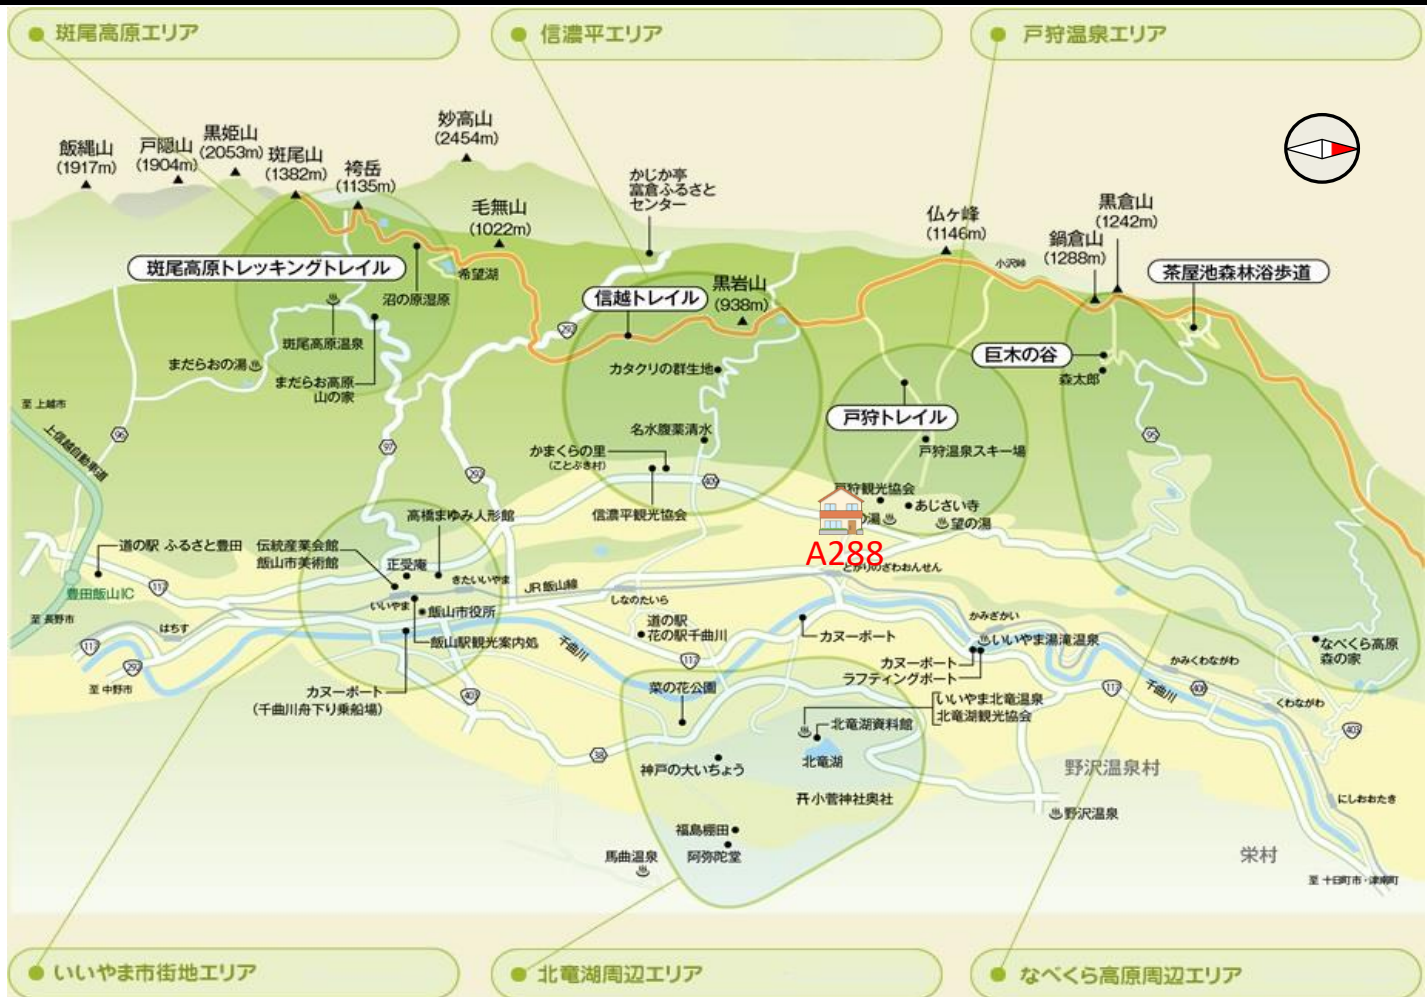 斑尾高原エリア
信濃平エリア
戸狩温泉エリア
飯縄山
(1917m)
戸隠山
(1904m)
黒姫山
(2053m)
斑尾山
(1382m)
袴岳
(1135m)
妙高山
(2454m)
毛無山
(1022m)
かじか亭
富倉ふるさと
センター
仏ヶ峰
(1146m)
小沢峠
鍋倉山
(1288m)
黒倉山
(1242m)
茶屋池森林浴歩道
斑尾高原トレッキングトレイル
沼の原湿原
希望湖
信越トレイル
黒岩山
(938m)
292
斑尾高原温泉
まだらおの湯
まだらお高原
山の家
カタクリの群生地
戸狩トレイル
戸狩温泉スキー場
巨木の谷
森太郎
至 上越市
上信越自動車道
96
97
292
95
名水腹薬清水
かまくらの里
(ことぶき村)
409
信濃平観光協会
戸狩観光協会
の湯
あじさい寺
望の湯
A288
とがりのざわおんせん
高橋まゆみ人形館
道の駅 ふるさと豊田
伝統産業会館
飯山市美術館
正受庵
きたいいやま
JR飯山線
豊田飯山IC
117
いいやま
飯山市役所
しなのたいら
至 長野市
はちす
飯山駅観光案内処
千曲川
道の駅
花の駅千曲川
カヌーポート
かみざかい
いいやま湯滝温泉
カヌーポート
ラフティングポート
なべくら高原
森の家
117
292
至 中野市
カヌーポート
(千曲川舟下り乗船場)
403
117
菜の花公園
いいやま北竜温泉
北竜湖観光協会
北竜湖資料館
117
かみくわながわ
千曲川
408
くわながわ
403
38
神戸の大いちょう
北竜湖
小菅神社奥社
野沢温泉村
野沢温泉
にしおおたき
福島棚田
阿弥陀堂
馬曲温泉
栄村
至 十日町市・津南町
いいやま市街地エリア
北竜湖周辺エリア
なべくら高原周辺エリア